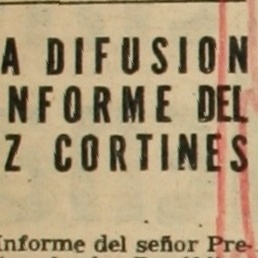 A DIFUSION
NFORME DEL
Z CORTINES
Informe del señor Pre-